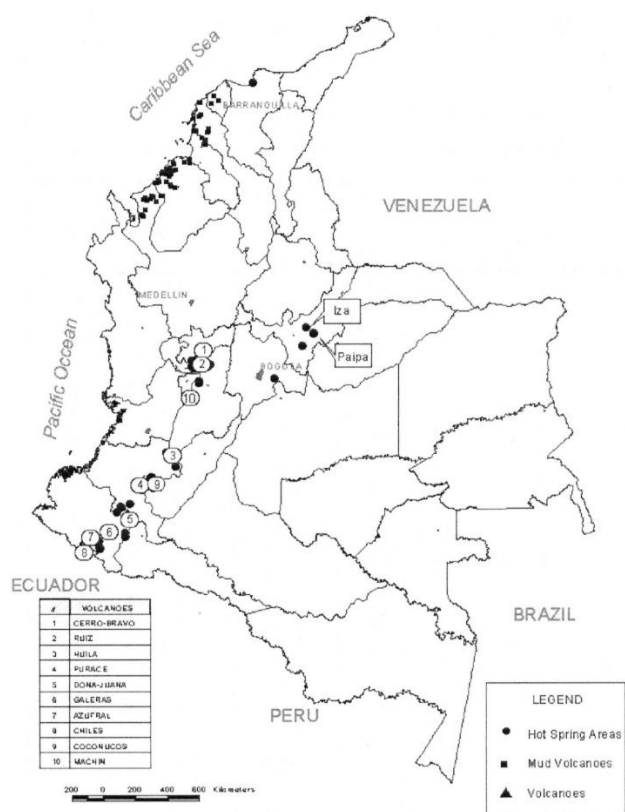 Caribbean Sea
BARRANQUILLA
VENEZUELA
MEDELLIN
Iza
Paipa
BOGOTA
Pacific Occean
1
2
10
3
4
9
5
6
7
8
ECUADOR
BRAZIL
PERU
# VOLCANOES
1 CERRO-BRAVO
2 RUIZ
3 HUILA
4 PURACE
5 DONA-JUANA
6 GALERAS
7 AZUFRAL
8 CHILES
9 COCONUCOS
10 MACHIN
200 0 200 400 600 Kilometers
LEGEND
Hot Spring Areas
Mud Volcanoes
Volcanoes